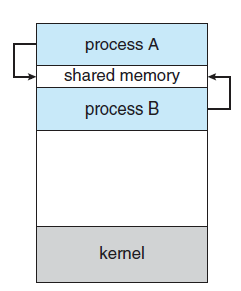 process A
shared memory
process B
kernel